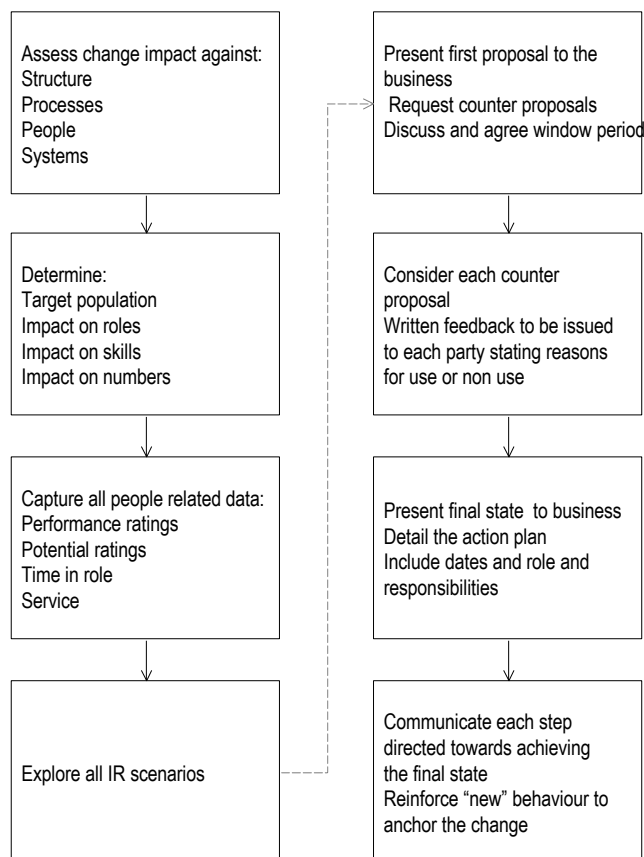 Assess change impact against:
Structure
Processes
People
Systems
Determine:
Target population
Impact on roles
Impact on skills
Impact on numbers
Capture all people related data:
Performance ratings
Potential ratings
Time in role
Service
Explore all IR scenarios
Present first proposal to the
business
Request counter proposals
Discuss and agree window period
Consider each counter
proposal
Written feedback to be issued
to each party stating reasons
for use or non use
Present final state to business
Detail the action plan
Include dates and role and
responsibilities
Communicate each step
directed towards achieving
the final state
Reinforce “new” behaviour to
anchor the change